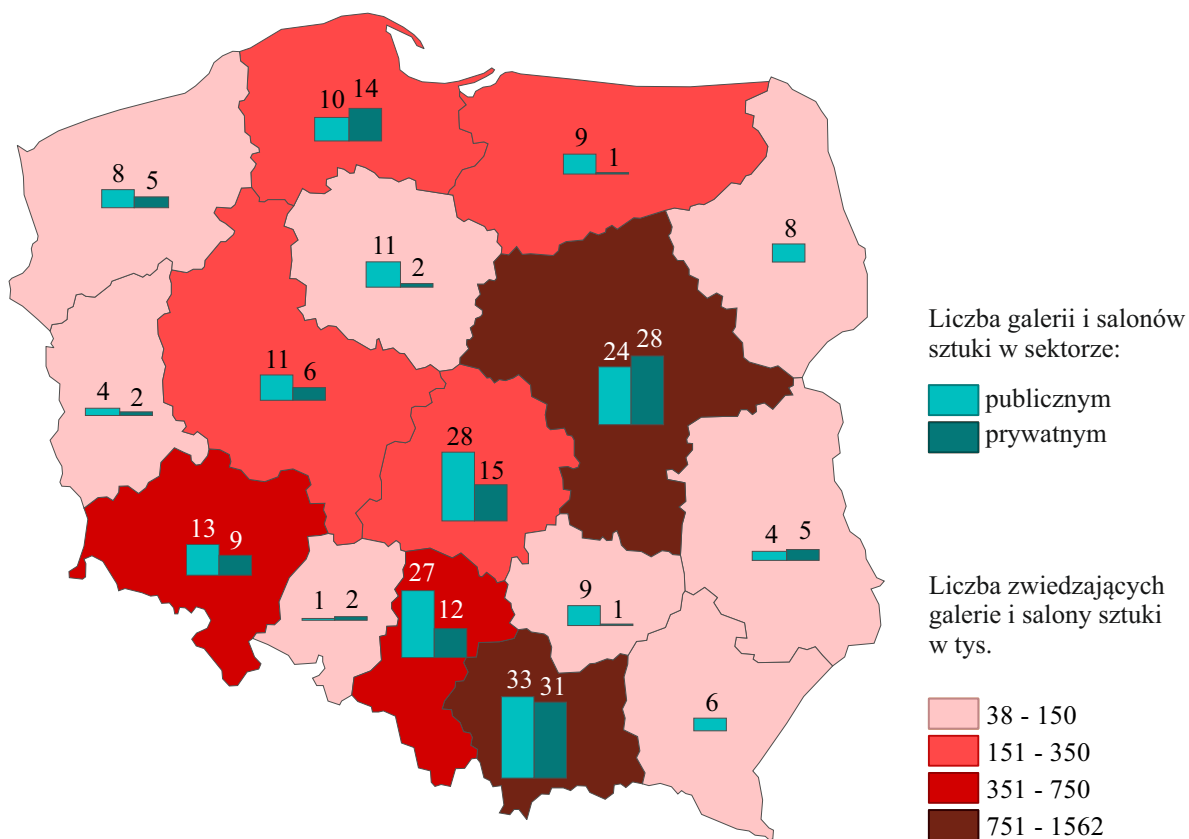 10 14
9 1
8 5
8
11 2
24 28
11 6
4 2
28 15
13 9
4 5
27 12
1 2
9 1
33 31
6
Liczba galerii i salonów
sztuki w sektorze:
publicznym
prywatnym
Liczba zwiedzających
galerie i salony sztuki
w tys.
38 - 150
151 - 350
351 - 750
751 - 1562